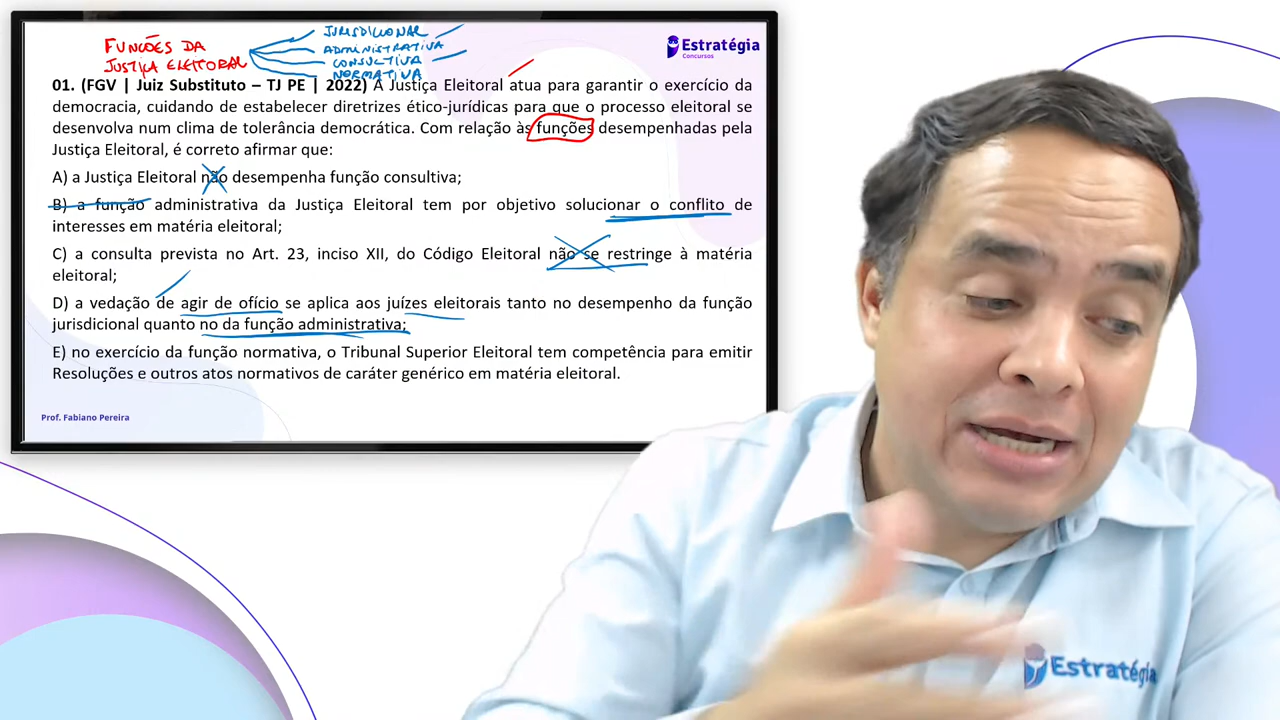 FUNCÕES DA
JUSTIÇA ELEITORAL
JURISDICIONAL
ADMINISTRATIVA
CONSULTIVA
NORMATIVA
Estratégia
Concursos
01. (FGV | Juiz Substituto – TJ PE | 2022) A Justiça Eleitoral atua para garantir o exercício da
democracia, cuidando de estabelecer diretrizes ético-jurídicas para que o processo eleitoral se
desenvolva num clima de tolerância democrática. Com relação às funções desempenhadas pela
Justiça Eleitoral, é correto afirmar que:
A) a Justiça Eleitoral não desempenha função consultiva;
B) a função administrativa da Justiça Eleitoral tem por objetivo solucionar o conflito de
interesses em matéria eleitoral;
C) a consulta prevista no Art. 23, inciso XII, do Código Eleitoral não se restringe à matéria
eleitoral;
D) a vedação de agir de ofício se aplica aos juízes eleitorais tanto no desempenho da função
jurisdicional quanto no da função administrativa;
E) no exercício da função normativa, o Tribunal Superior Eleitoral tem competência para emitir
Resoluções e outros atos normativos de caráter genérico em matéria eleitoral.
Prof. Fabiano Pereira
Estratégia